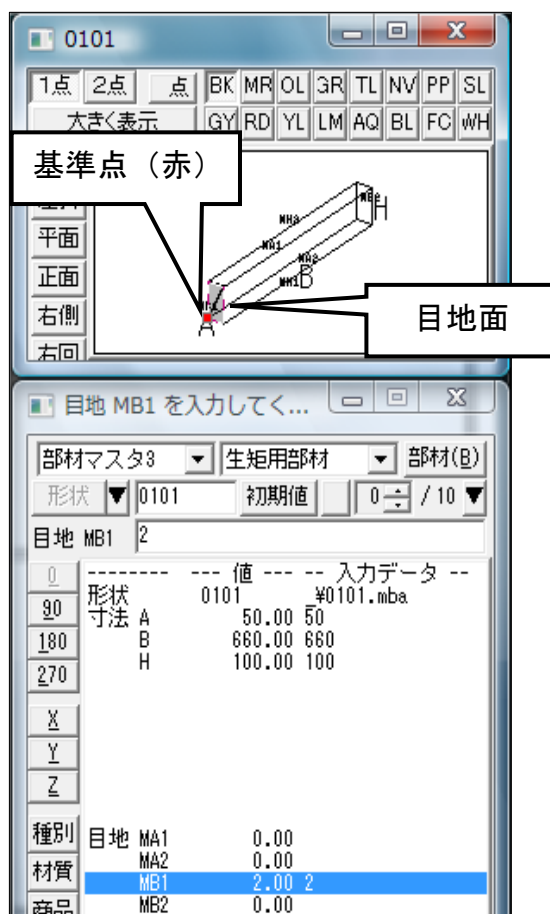 0101
1点 2点 点 BK MR OL GR TL NV PP SL
大きく表示 GY RD YL LM AQ BL FC WH
基準点（赤）
平面
正面
右側
右回
MH3
MA1
MA2
MH1
B
H
A
目地面
目地 MB1 を入力してく...
部材マスタ3 生矩用部材 部材(B)
形状 0101 初期値 0 / 10
目地 MB1 2
-------- --- 値 --- -- 入力データ --
形状 0101 ¥0101.mba
寸法 A 50.00 50
B 660.00 660
H 100.00 100
0
90
180
270
X
Y
Z
種別
材質
商品
目地 MA1 0.00
MA2 0.00
MB1 2.00 2
MB2 0.00